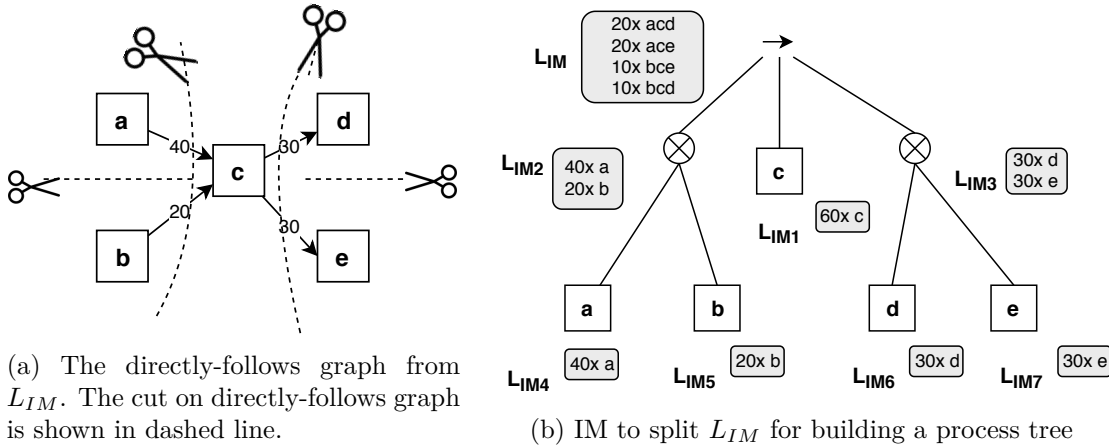 a
d
40
30
c
20
30
b
e
(a) The directly-follows graph from
L_IM. The cut on directly-follows graph
is shown in dashed line.
L_IM
20x acd
20x ace
10x bce
10x bcd
→
L_IM2
40x a
20x b
c
L_IM1
60x c
L_IM3
30x d
30x e
a
b
d
e
L_IM4
40x a
L_IM5
20x b
L_IM6
30x d
L_IM7
30x e
(b) IM to split L_IM for building a process tree